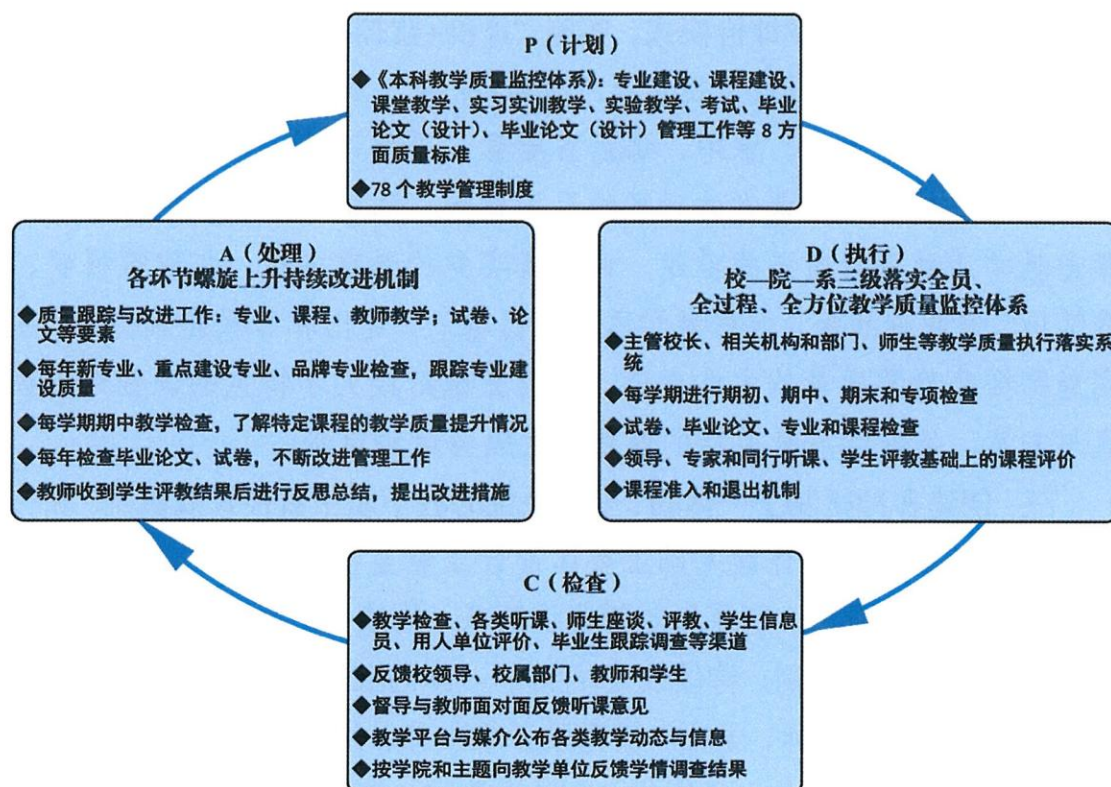 P（计划）
◆《本科教学质量监控体系》：专业建设、课程建设、
课堂教学、实习实训教学、实验教学、考试、毕业
论文（设计）、毕业论文（设计）管理工作等 8 方
面质量标准
◆78 个教学管理制度
D（执行）
校—院—系三级落实全员、
全过程、全方位教学质量监控体系
◆主管校长、相关机构和部门、师生等教学质量执行落实系
统
◆每学期进行期初、期中、期末和专项检查
◆试卷、毕业论文、专业和课程检查
◆领导、专家和同行听课、学生评教基础上的课程评价
◆课程准入和退出机制
C（检查）
◆教学检查、各类听课、师生座谈、评教、学生信息
员、用人单位评价、毕业生跟踪调查等渠道
◆反馈校领导、校属部门、教师和学生
◆督导与教师面对面反馈听课意见
◆教学平台与媒介公布各类教学动态与信息
◆按学院和主题向教学单位反馈学情调查结果
A（处理）
各环节螺旋上升持续改进机制
◆质量跟踪与改进工作：专业、课程、教师教学；试卷、论
文等要素
◆每年新专业、重点建设专业、品牌专业检查，跟踪专业建
设质量
◆每学期期中教学检查，了解特定课程的教学质量提升情况
◆每年检查毕业论文、试卷，不断改进管理工作
◆教师收到学生评教结果后进行反思总结，提出改进措施